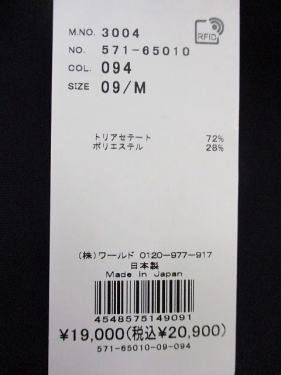 M.NO. 3004
RFID
NO. 571-65010
COL. 094
SIZE 09/M
トリアセテート 72%
ポリエステル 28%
(株)ワールド 0120-977-917
日本製
Made In Japan
4548575149091
¥19,000(税込¥20,900)
571-65010-09-094